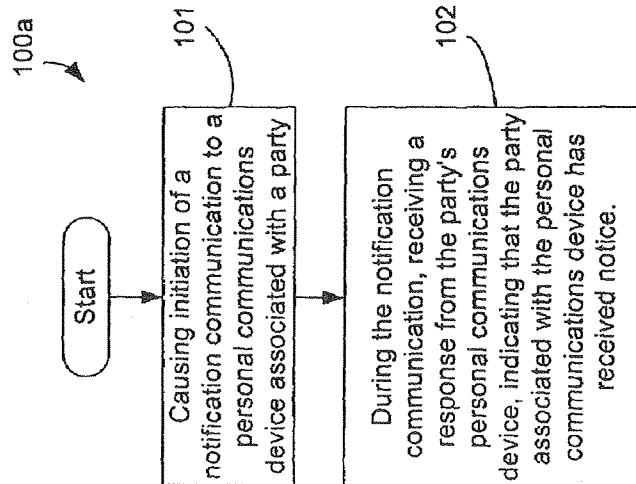 100a
Start
101
Causing initiation of a
notification communication to a
personal communications
device associated with a party
102
During the notification
communication, receiving a
response from the party's
personal communications
device, indicating that the party
associated with the personal
communications device has
received notice.